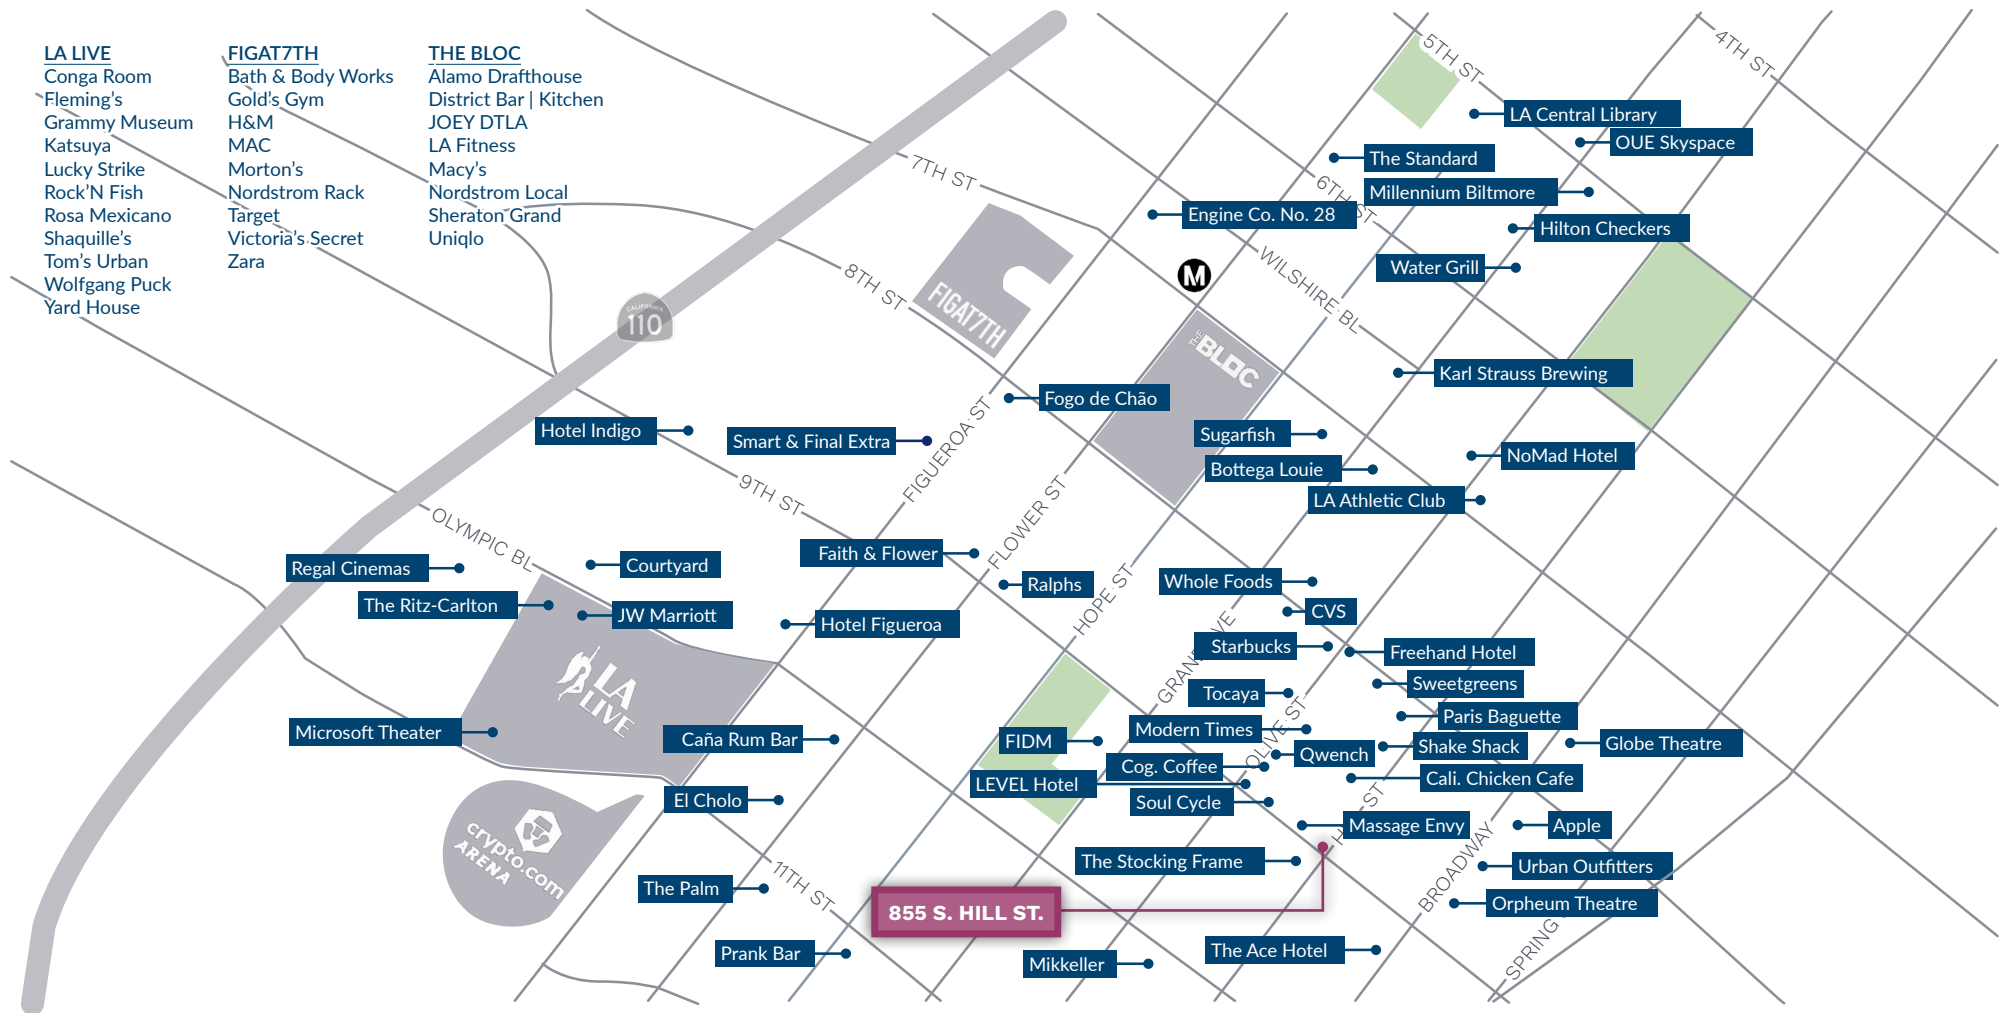 LA LIVE
Conga Room
Fleming's
Grammy Museum
Katsuya
Lucky Strike
Rock'N Fish
Rosa Mexicano
Shaquille's
Tom's Urban
Wolfgang Puck
Yard House
FIGAT7TH
Bath & Body Works
Gold's Gym
H&M
MAC
Morton's
Nordstrom Rack
Target
Victoria's Secret
Zara
THE BLOC
Alamo Drafthouse
District Bar | Kitchen
JOEY DTLA
LA Fitness
Macy's
Nordstrom Local
Sheraton Grand
Uniqlo
5TH ST
4TH ST
LA Central Library
OUE Skyspace
The Standard
7TH ST
6TH ST
Millennium Biltmore
Engine Co. No. 28
Hilton Checkers
WILSHIRE BL
Water Grill
M
8TH ST
FIGAT7TH
CALIFORNIA
110
THE
BLOC
Karl Strauss Brewing
Fogo de Chão
FIGUEROA ST
Hotel Indigo
Smart & Final Extra
Sugarfish
NoMad Hotel
Bottega Louie
LA Athletic Club
9TH ST
FLOWER ST
OLYMPIC BL
Faith & Flower
Regal Cinemas
Courtyard
Ralphs
Whole Foods
HOPE ST
The Ritz-Carlton
JW Marriott
Hotel Figueroa
CVS
Starbucks
Freehand Hotel
LA
LIVE
Tocaya
Sweetgreens
Paris Baguette
OLIVE ST
Microsoft Theater
Caña Rum Bar
FIDM
Modern Times
Qwench
Shake Shack
Globe Theatre
Cog. Coffee
LEVEL Hotel
Cali. Chicken Cafe
El Cholo
Soul Cycle
ST
Massage Envy
Apple
crypto.com
ARENA
The Stocking Frame
BROADWAY
Urban Outfitters
11TH ST
The Palm
855 S. HILL ST.
Orpheum Theatre
SPRING
Prank Bar
Mikkeller
The Ace Hotel